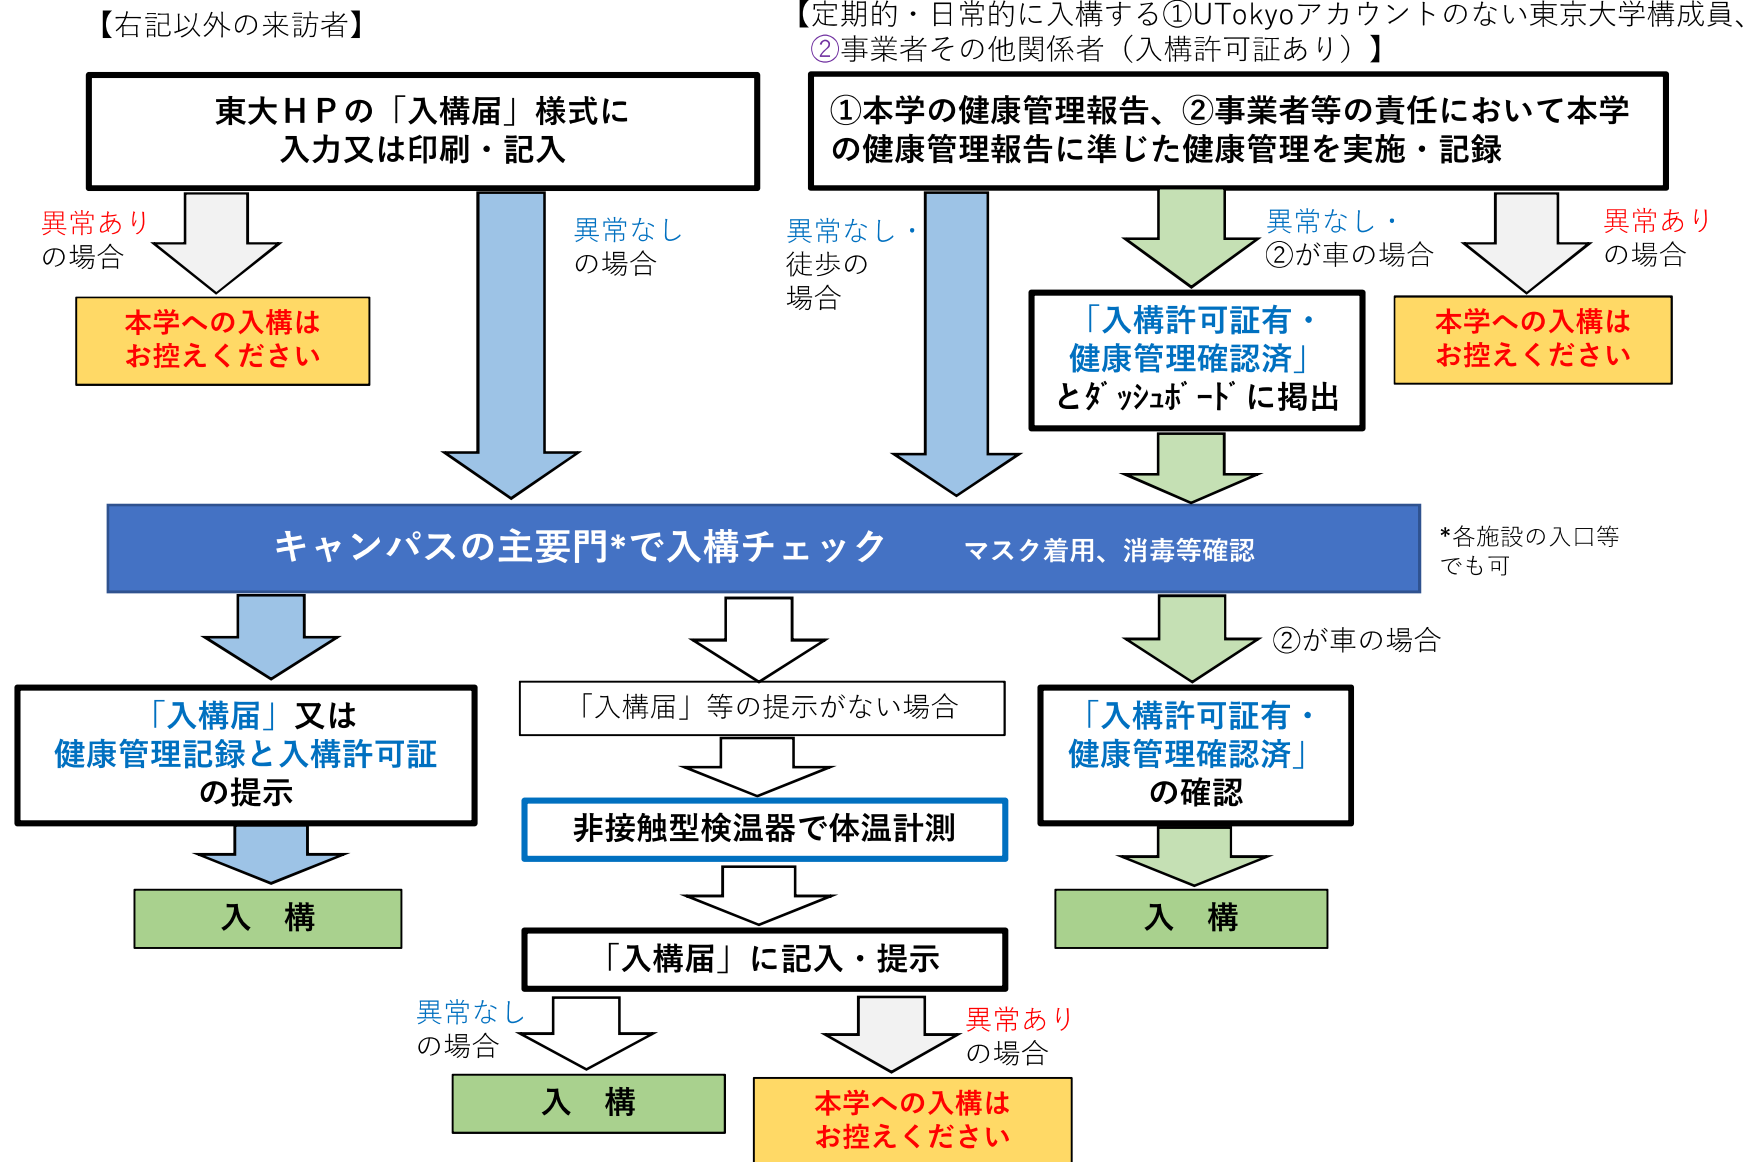 【右記以外の来訪者】
【定期的・日常的に入構する①UTokyoアカウントのない東京大学構成員、
②事業者その他関係者（入構許可証あり）】
東大ＨＰの「入構届」様式に
入力又は印刷・記入
①本学の健康管理報告、②事業者等の責任において本学
の健康管理報告に準じた健康管理を実施・記録
異常あり
の場合
異常なし
の場合
異常なし・
徒歩の
場合
異常なし・
②が車の場合
異常あり
の場合
本学への入構は
お控えください
「入構許可証有・
健康管理確認済」
とﾀﾞｯｼｭﾎﾞｰﾄﾞに掲出
本学への入構は
お控えください
キャンパスの主要門*で入構チェック　マスク着用、消毒等確認
*各施設の入口等
でも可
②が車の場合
「入構届」又は
健康管理記録と入構許可証
の提示
「入構届」等の提示がない場合
「入構許可証有・
健康管理確認済」
の確認
非接触型検温器で体温計測
入　構
入　構
「入構届」に記入・提示
異常なし
の場合
異常あり
の場合
入　構
本学への入構は
お控えください